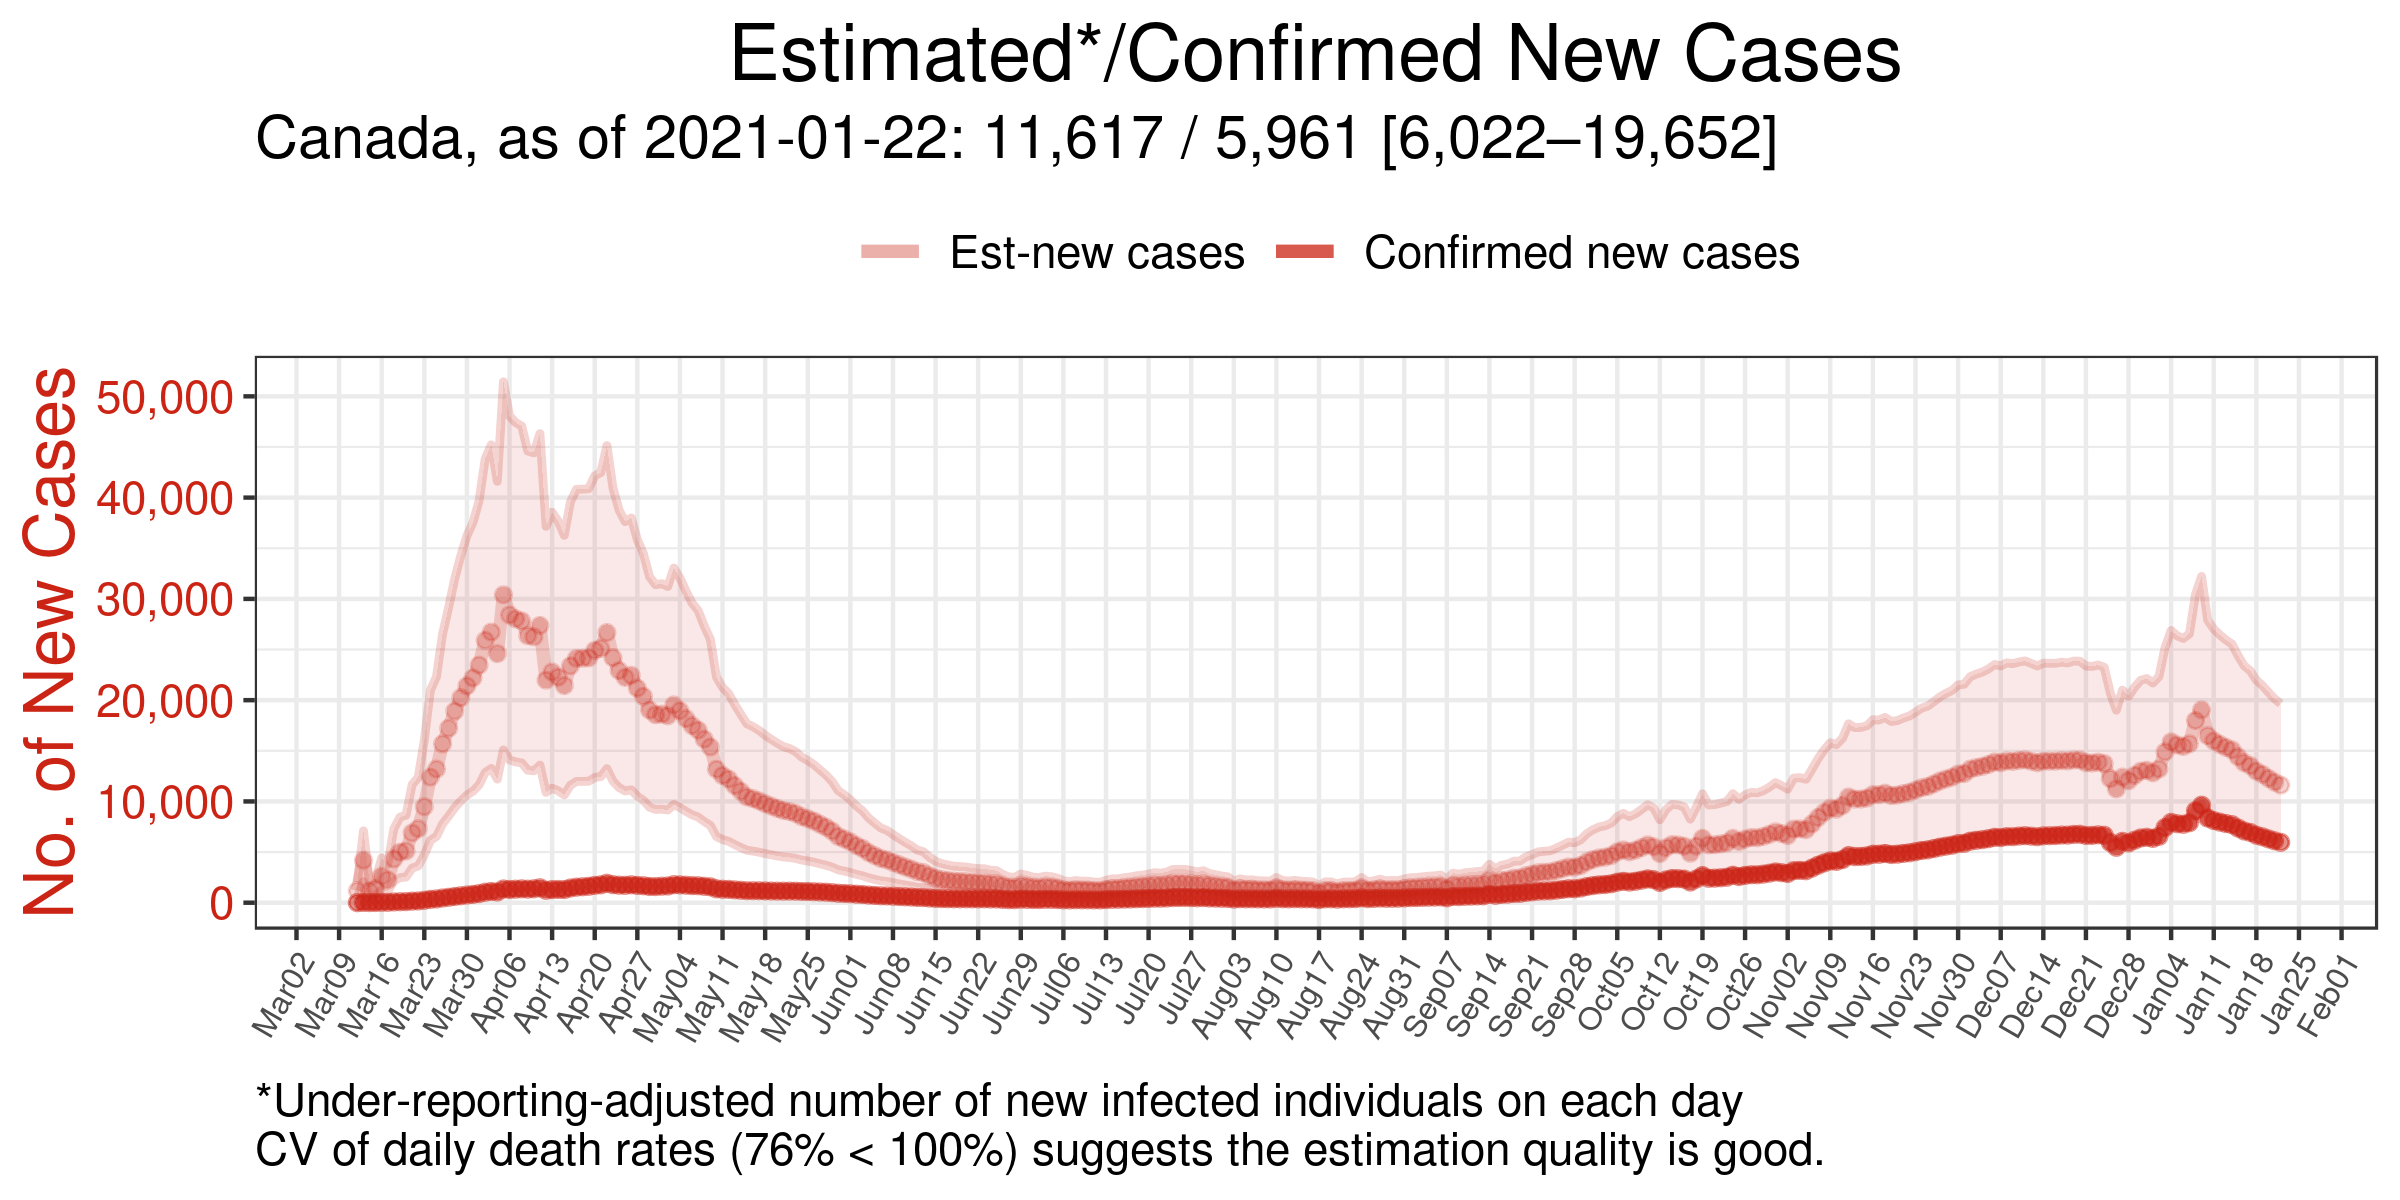 Estimated*/Confirmed New Cases
Canada, as of 2021-01-22: 11,617 / 5,961 [6,022–19,652]
Est-new cases Confirmed new cases
No. of New Cases
50,000
40,000
30,000
20,000
10,000
0
Mar02 Mar09 Mar16 Mar23 Mar30 Apr06 Apr13 Apr20 Apr27 May04 May11 May18 May25 Jun01 Jun08 Jun15 Jun22 Jun29 Jul06 Jul13 Jul20 Jul27 Aug03 Aug10 Aug17 Aug24 Aug31 Sep07 Sep14 Sep21 Sep28 Oct05 Oct12 Oct19 Oct26 Nov02 Nov09 Nov16 Nov23 Nov30 Dec07 Dec14 Dec21 Dec28 Jan04 Jan11 Jan18 Jan25 Feb01
*Under-reporting-adjusted number of new infected individuals on each day
CV of daily death rates (76% < 100%) suggests the estimation quality is good.